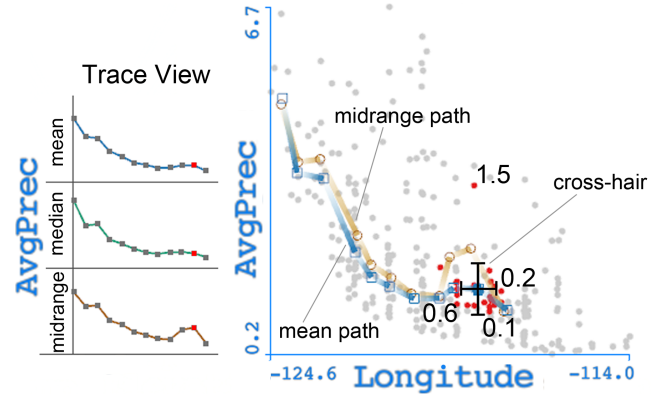 Trace View
AvgPrec
mean
median
midrange
6.7
AvgPrec
0.2
midrange path
mean path
1.5
cross-hair
0.2
0.6
0.1
-124.6
Longitude
-114.0